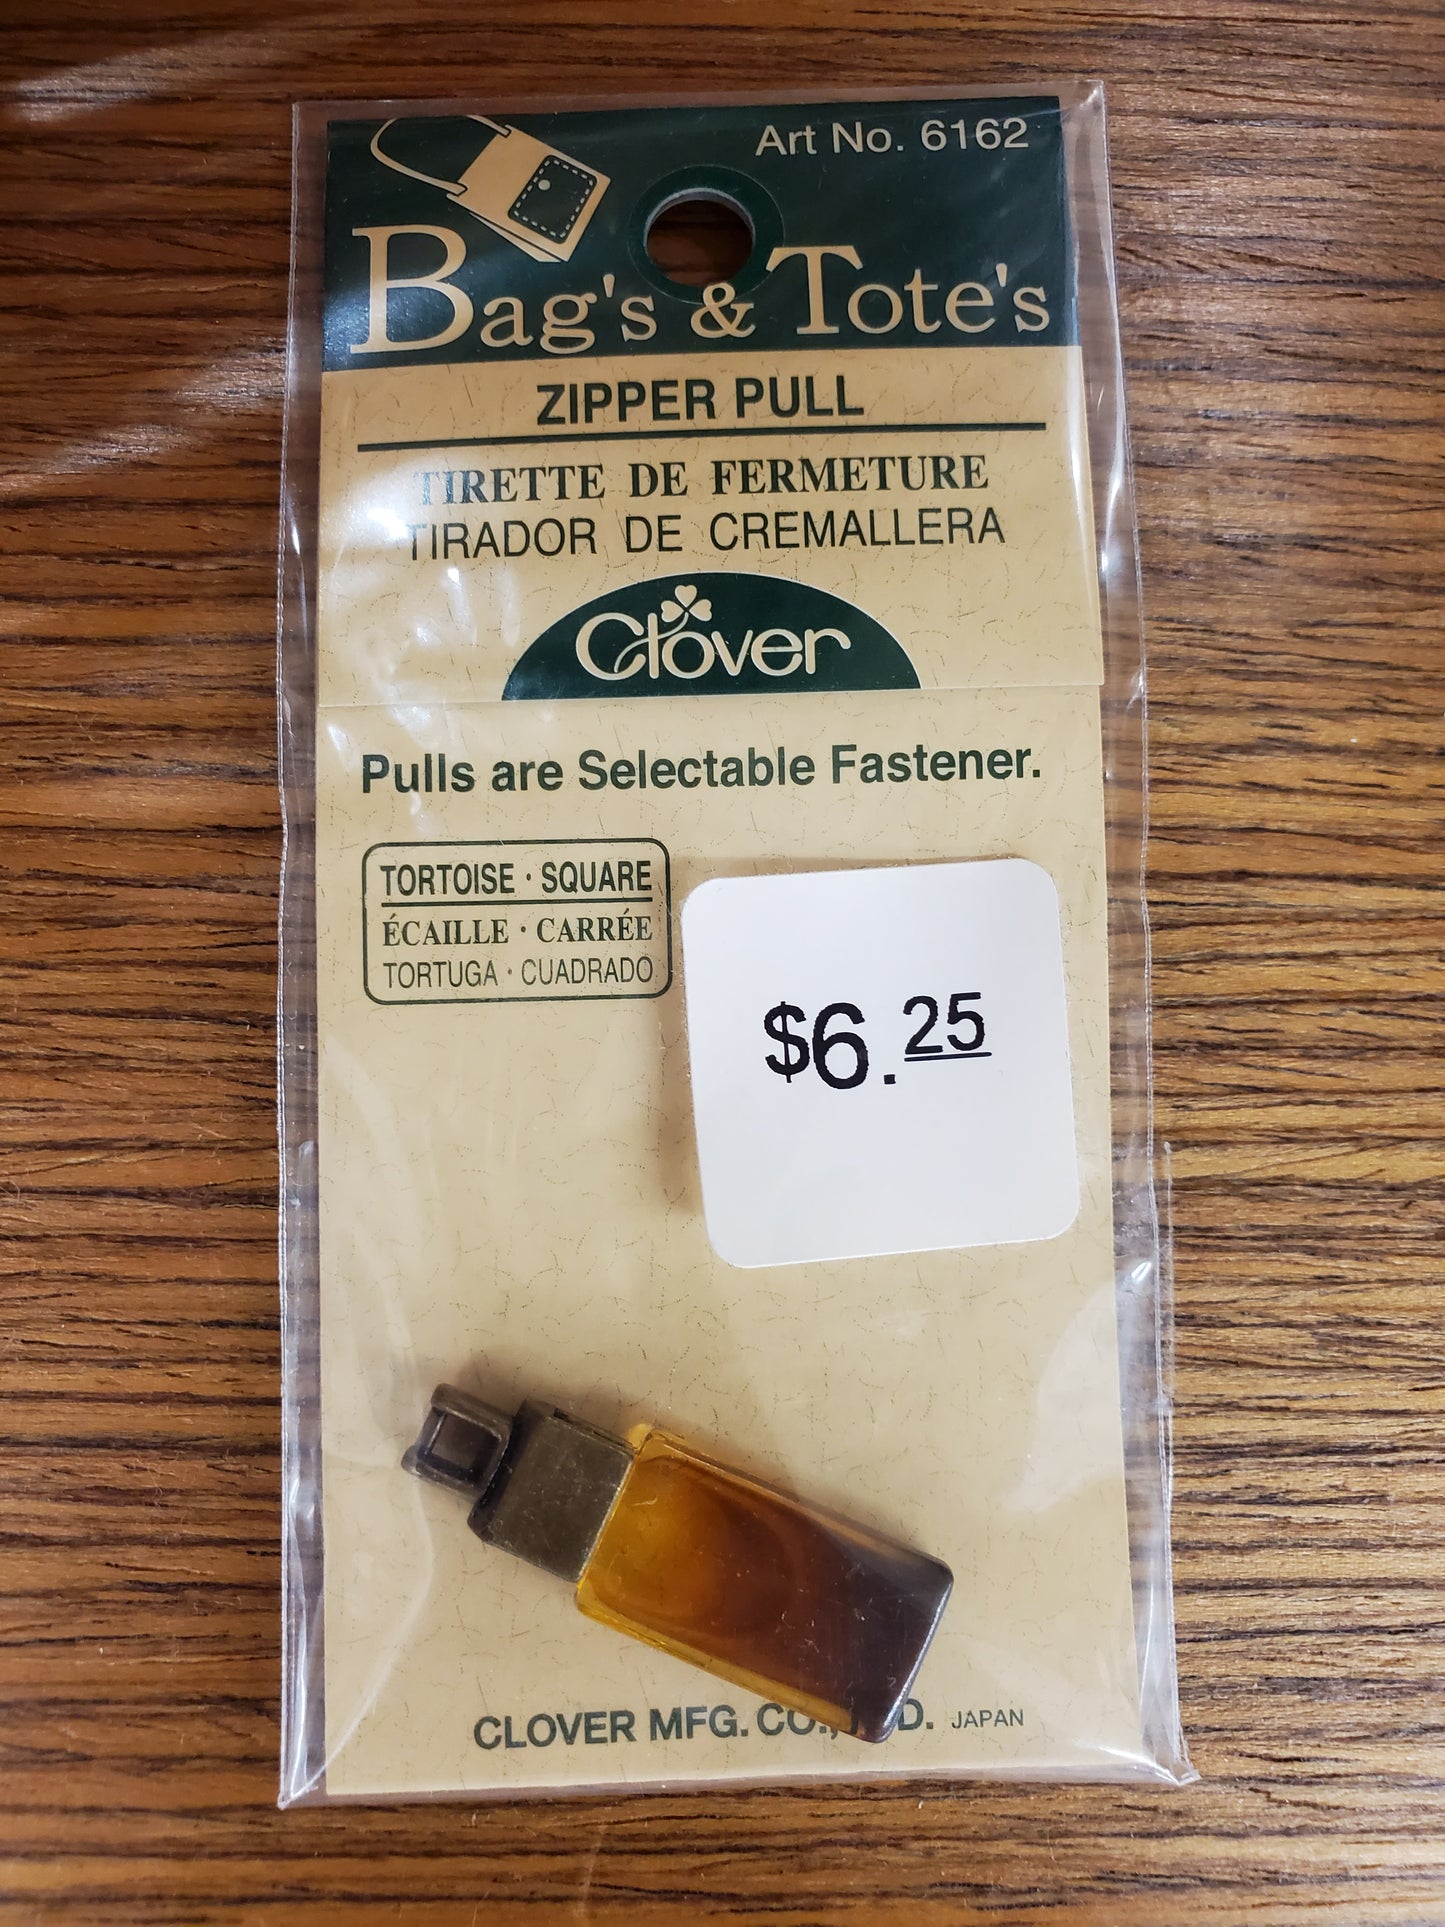 Art No. 6162
Bag's & Tote's
ZIPPER PULL
TIRETTE DE FERMETURE
TIRADOR DE CREMALLERA
Clover
Pulls are Selectable Fastener.
TORTOISE · SQUARE
ÉCAILLE · CARRÉE
TORTUGA · CUADRADO
$6.25
CLOVER MFG. CO., JAPAN